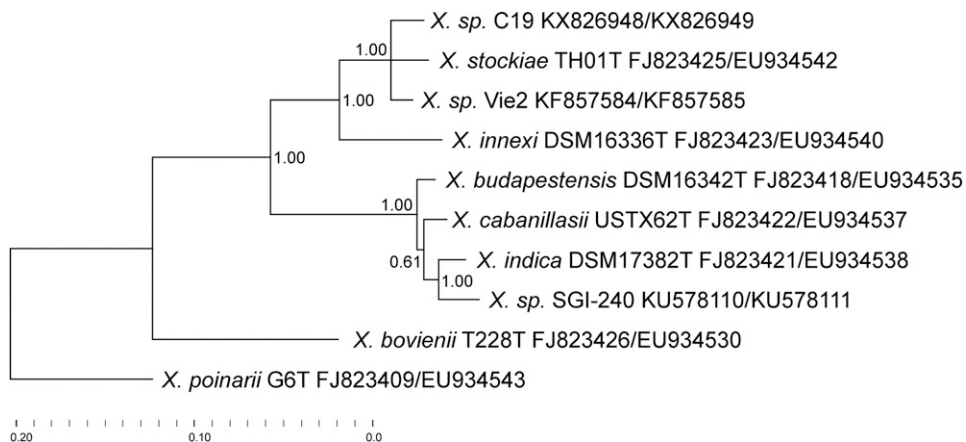 X. sp. C19 KX826948/KX826949
1.00
X. stockiae TH01T FJ823425/EU934542
X. sp. Vie2 KF857584/KF857585
1.00
X. innexi DSM16336T FJ823423/EU934540
1.00
X. budapestensis DSM16342T FJ823418/EU934535
1.00
X. cabanillasii USTX62T FJ823422/EU934537
0.61
X. indica DSM17382T FJ823421/EU934538
1.00
X. sp. SGI-240 KU578110/KU578111
X. bovienii T228T FJ823426/EU934530
X. poinarii G6T FJ823409/EU934543
0.20 0.10 0.0